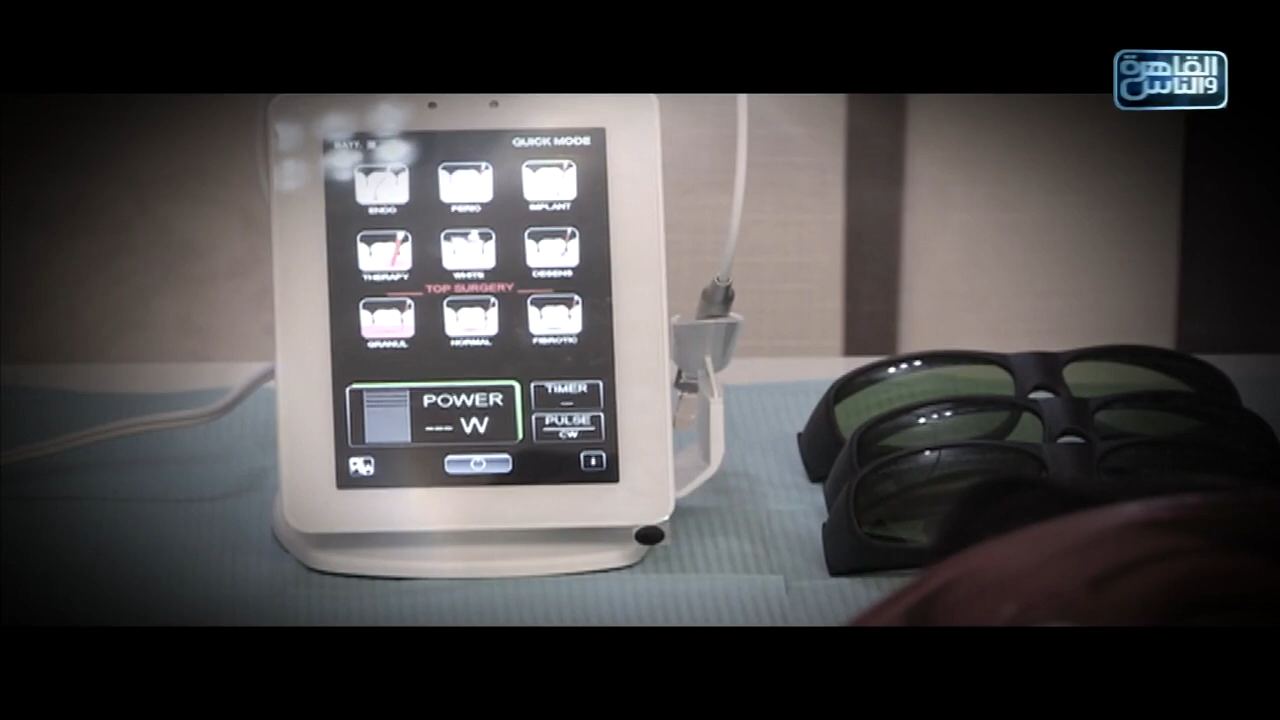 القاهرة
والناس
BATT.
QUICK MODE
ENDO
PERIO
IMPLANT
THERAPY
WHITE
DESENS
TOP SURGERY
GRANUL
NORMAL
FIBROTIC
POWER
--- W
TIMER
--
PULSE
CW